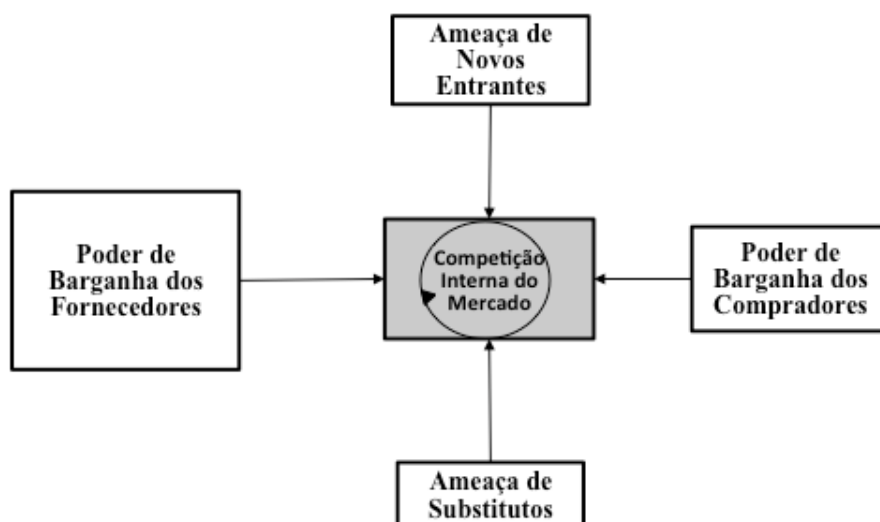 Ameaça de
Novos
Entrantes
Poder de
Barganha dos
Fornecedores
Competição
Interna do
Mercado
Poder de
Barganha dos
Compradores
Ameaça de
Substitutos